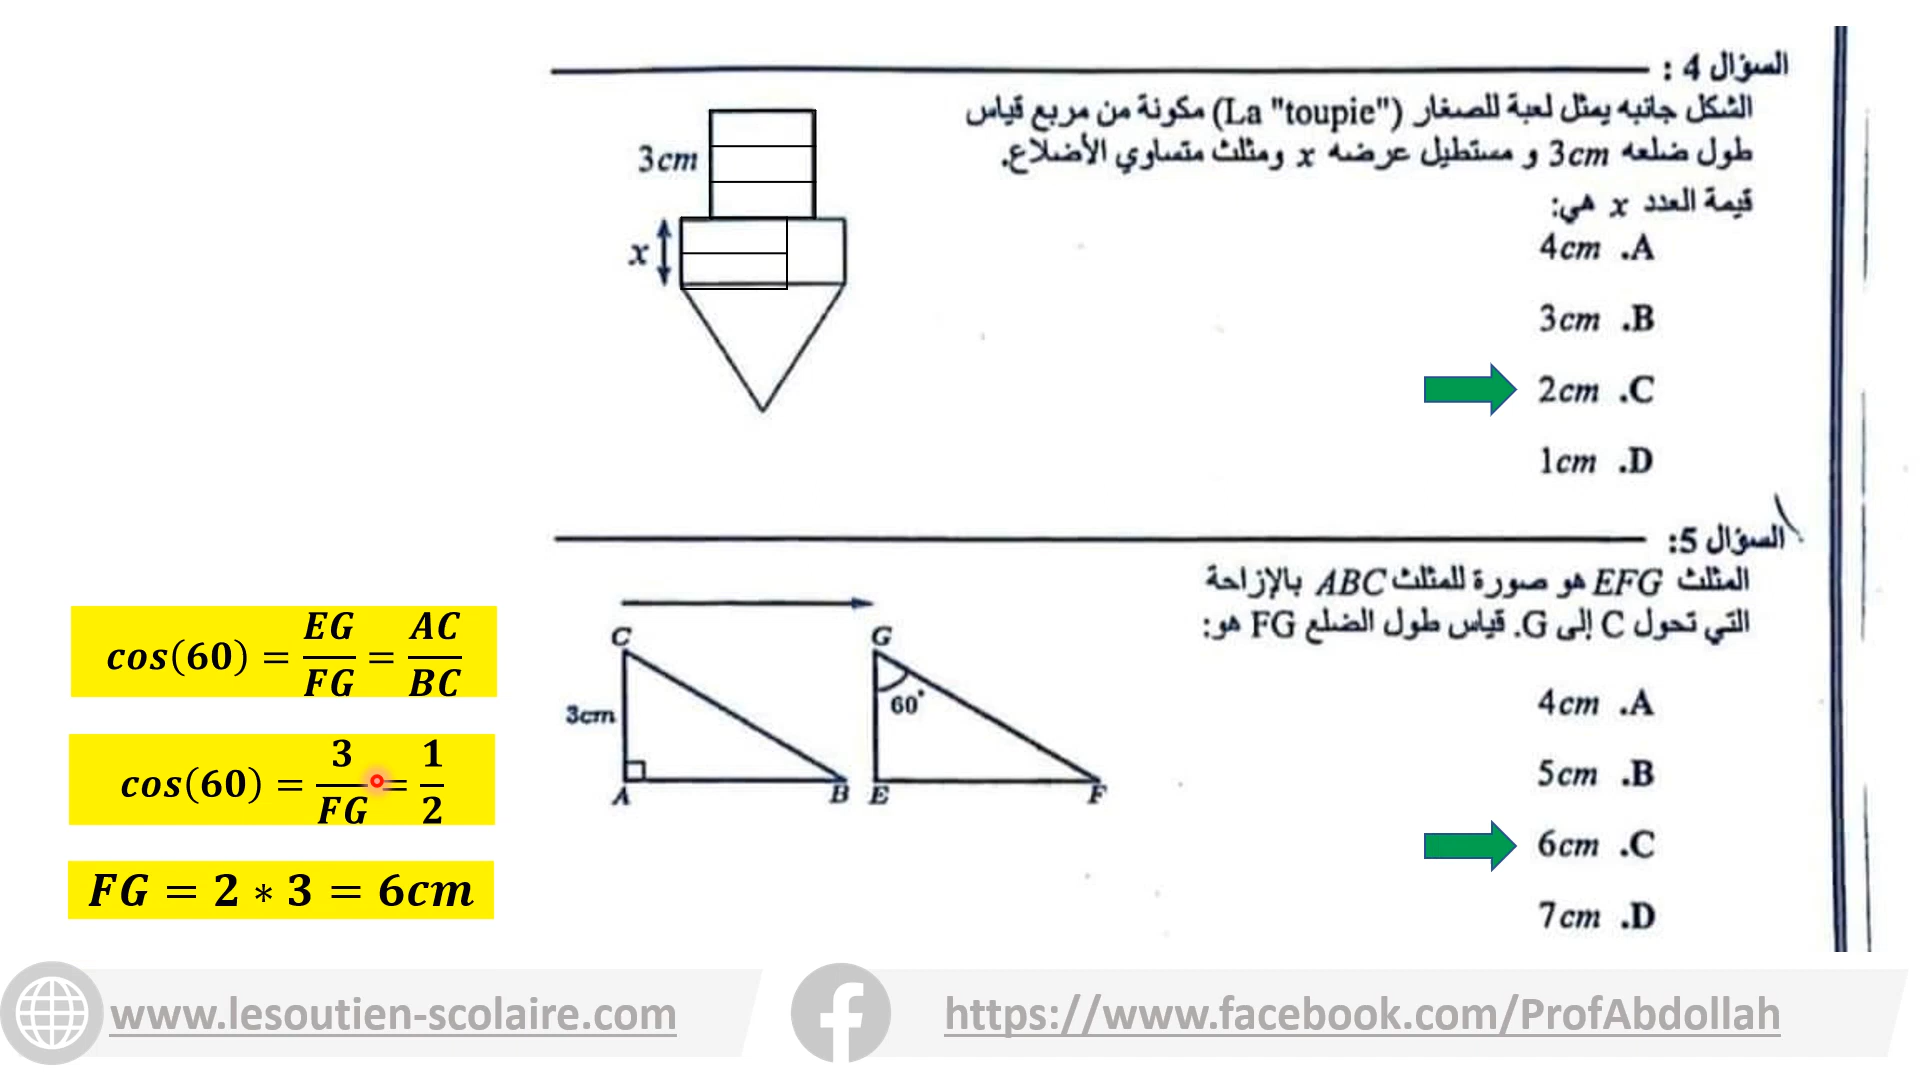 السؤال 4 :
الشكل جانبه يمثل لعبة للصغار (La "toupie") مكونة من مربع قياس
طول ضلعه 3cm و مستطيل عرضه x ومثلث متساوي الأضلاع.
قيمة العدد x هي:
4cm .A
3cm .B
2cm .C
1cm .D
3cm
x
السؤال 5:
المثلث EFG هو صورة للمثلث ABC بالإزاحة
التي تحول C إلى G. قياس طول الضلع FG هو:
4cm .A
5cm .B
6cm .C
7cm .D
C
G
3cm
60°
A
B
E
F
cos(60) = EG/FG = AC/BC
cos(60) = 3/FG = 1/2
FG = 2 * 3 = 6cm
www.lesoutien-scolaire.com
https://www.facebook.com/ProfAbdollah